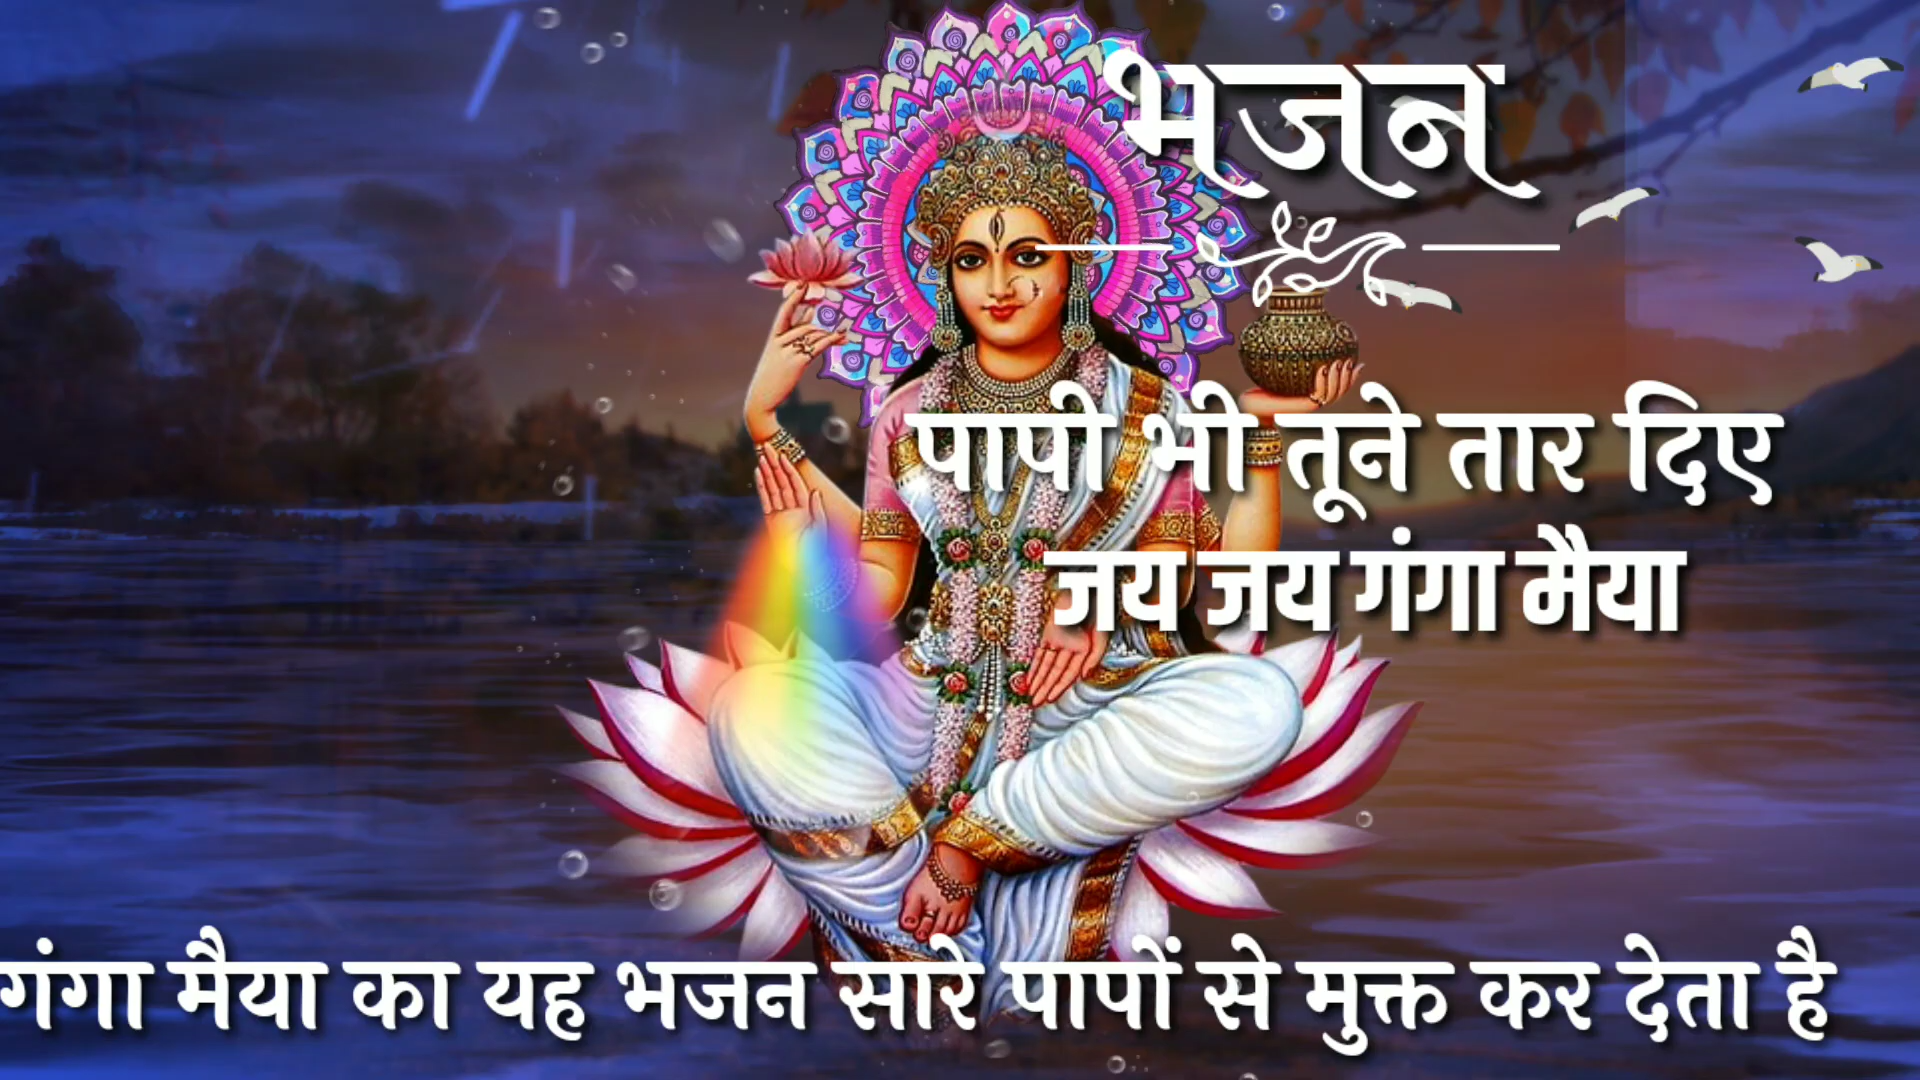 भजन
पापी भी तूने तार दिए
जय जय गंगा मैया
गंगा मैया का यह भजन सारे पापों से मुक्त कर देता है